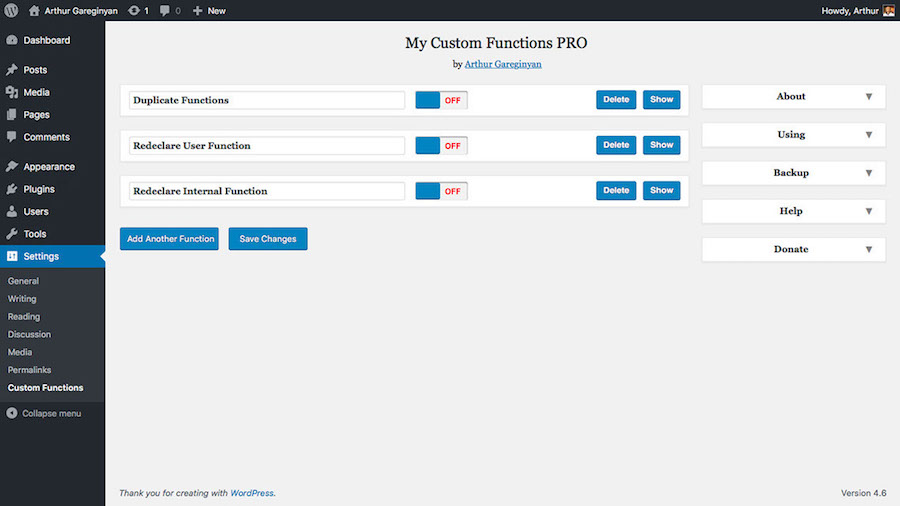 Arthur Gareginyan 1 0 New Howdy, Arthur
Dashboard
Posts
Media
Pages
Comments
Appearance
Plugins
Users
Tools
Settings
General
Writing
Reading
Discussion
Media
Permalinks
Custom Functions
Collapse menu
My Custom Functions PRO
by Arthur Gareginyan
Duplicate Functions OFF Delete Show
Redeclare User Function OFF Delete Show
Redeclare Internal Function OFF Delete Show
Add Another Function Save Changes
About
Using
Backup
Help
Donate
Thank you for creating with WordPress. Version 4.6